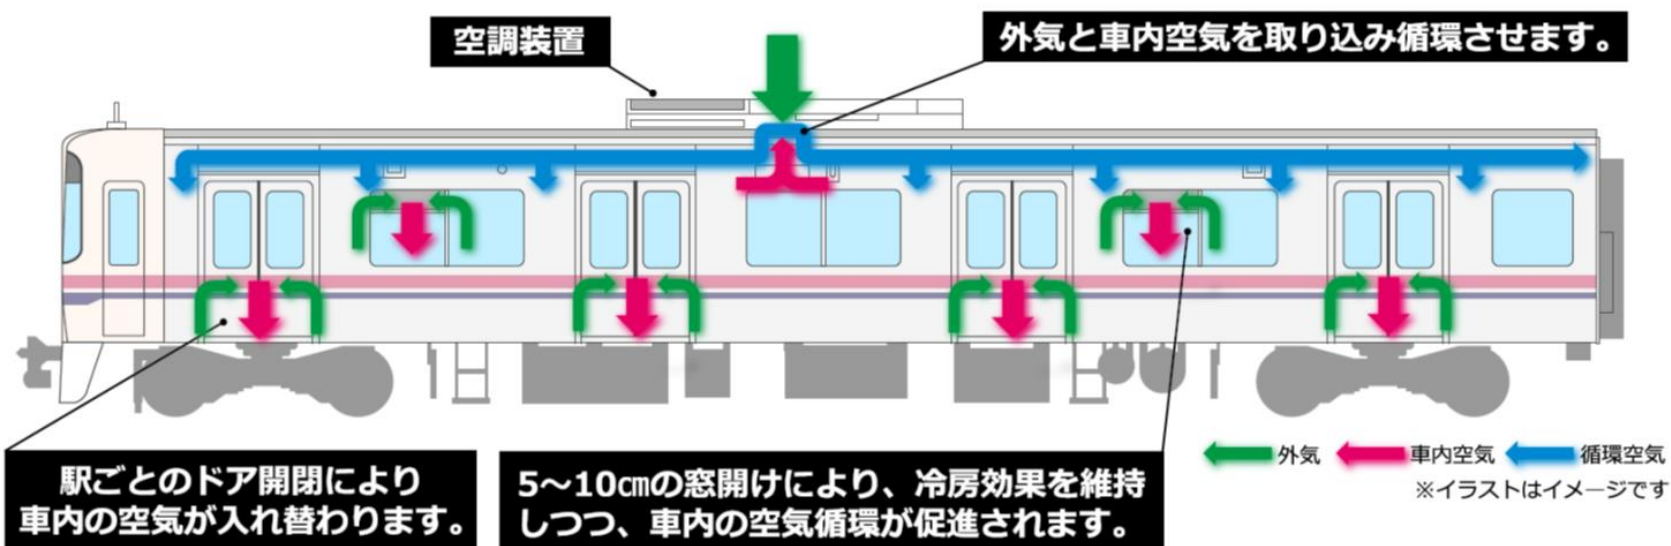 空調装置
外気と車内空気を取り込み循環させます。
駅ごとのドア開閉により
車内の空気が入れ替わります。
5～10㎝の窓開けにより、冷房効果を維持
しつつ、車内の空気循環が促進されます。
外気 車内空気 循環空気
※イラストはイメージです